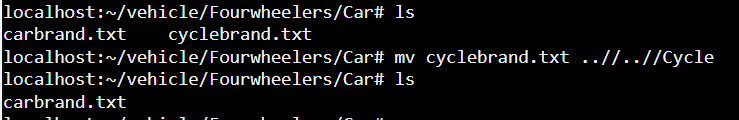 localhost:~/vehicle/Fourwheelers/Car# ls
carbrand.txt    cyclebrand.txt
localhost:~/vehicle/Fourwheelers/Car# mv cyclebrand.txt ..//..//Cycle
localhost:~/vehicle/Fourwheelers/Car# ls
carbrand.txt